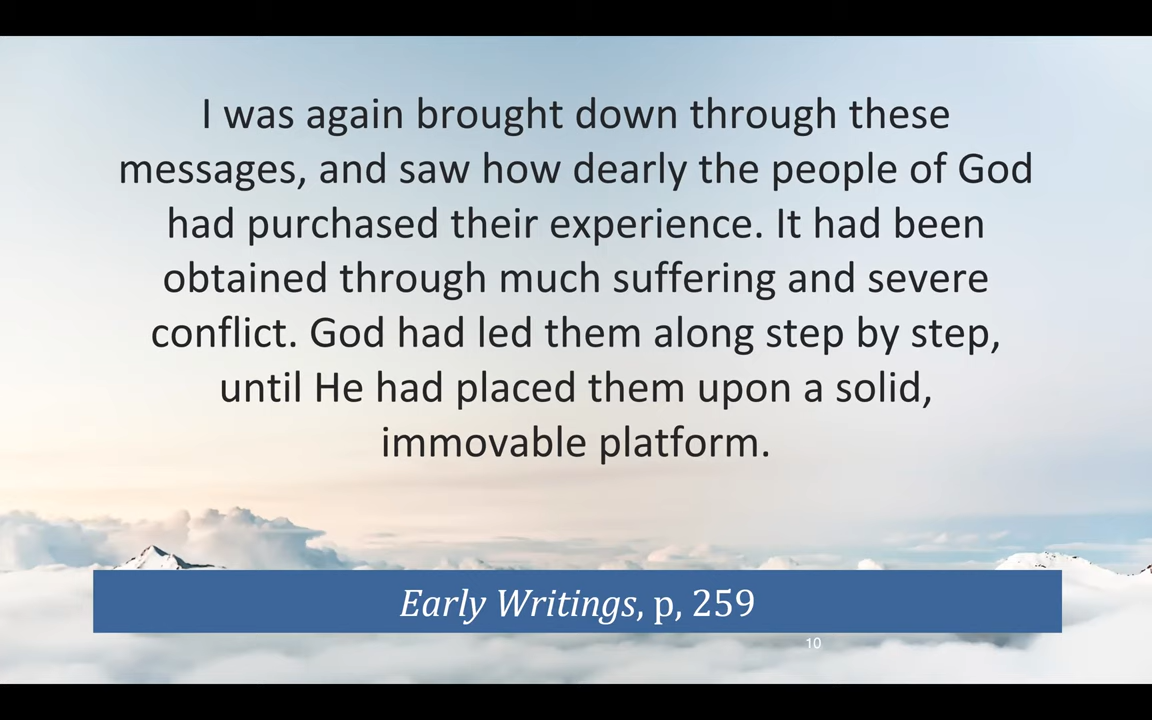 I was again brought down through these
messages, and saw how dearly the people of God
had purchased their experience. It had been
obtained through much suffering and severe
conflict. God had led them along step by step,
until He had placed them upon a solid,
immovable platform.
Early Writings, p, 259
10